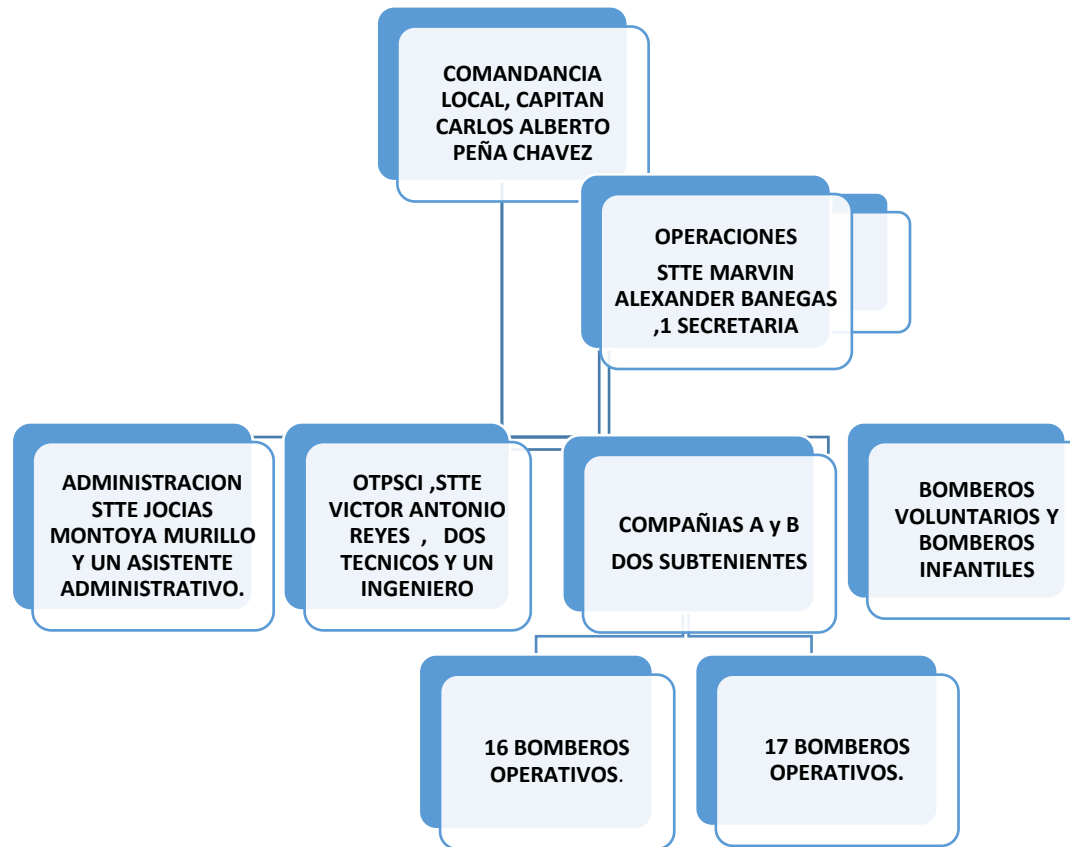 COMANDANCIA
LOCAL, CAPITAN
CARLOS ALBERTO
PEÑA CHAVEZ
OPERACIONES
STTE MARVIN
ALEXANDER BANEGAS
,1 SECRETARIA
ADMINISTRACION
STTE JOCIAS
MONTOYA MURILLO
Y UN ASISTENTE
ADMINISTRATIVO.
OTPSCI ,STTE
VICTOR ANTONIO
REYES , DOS
TECNICOS Y UN
INGENIERO
COMPAÑIAS A y B
DOS SUBTENIENTES
BOMBEROS
VOLUNTARIOS Y
BOMBEROS
INFANTILES
16 BOMBEROS
OPERATIVOS.
17 BOMBEROS
OPERATIVOS.